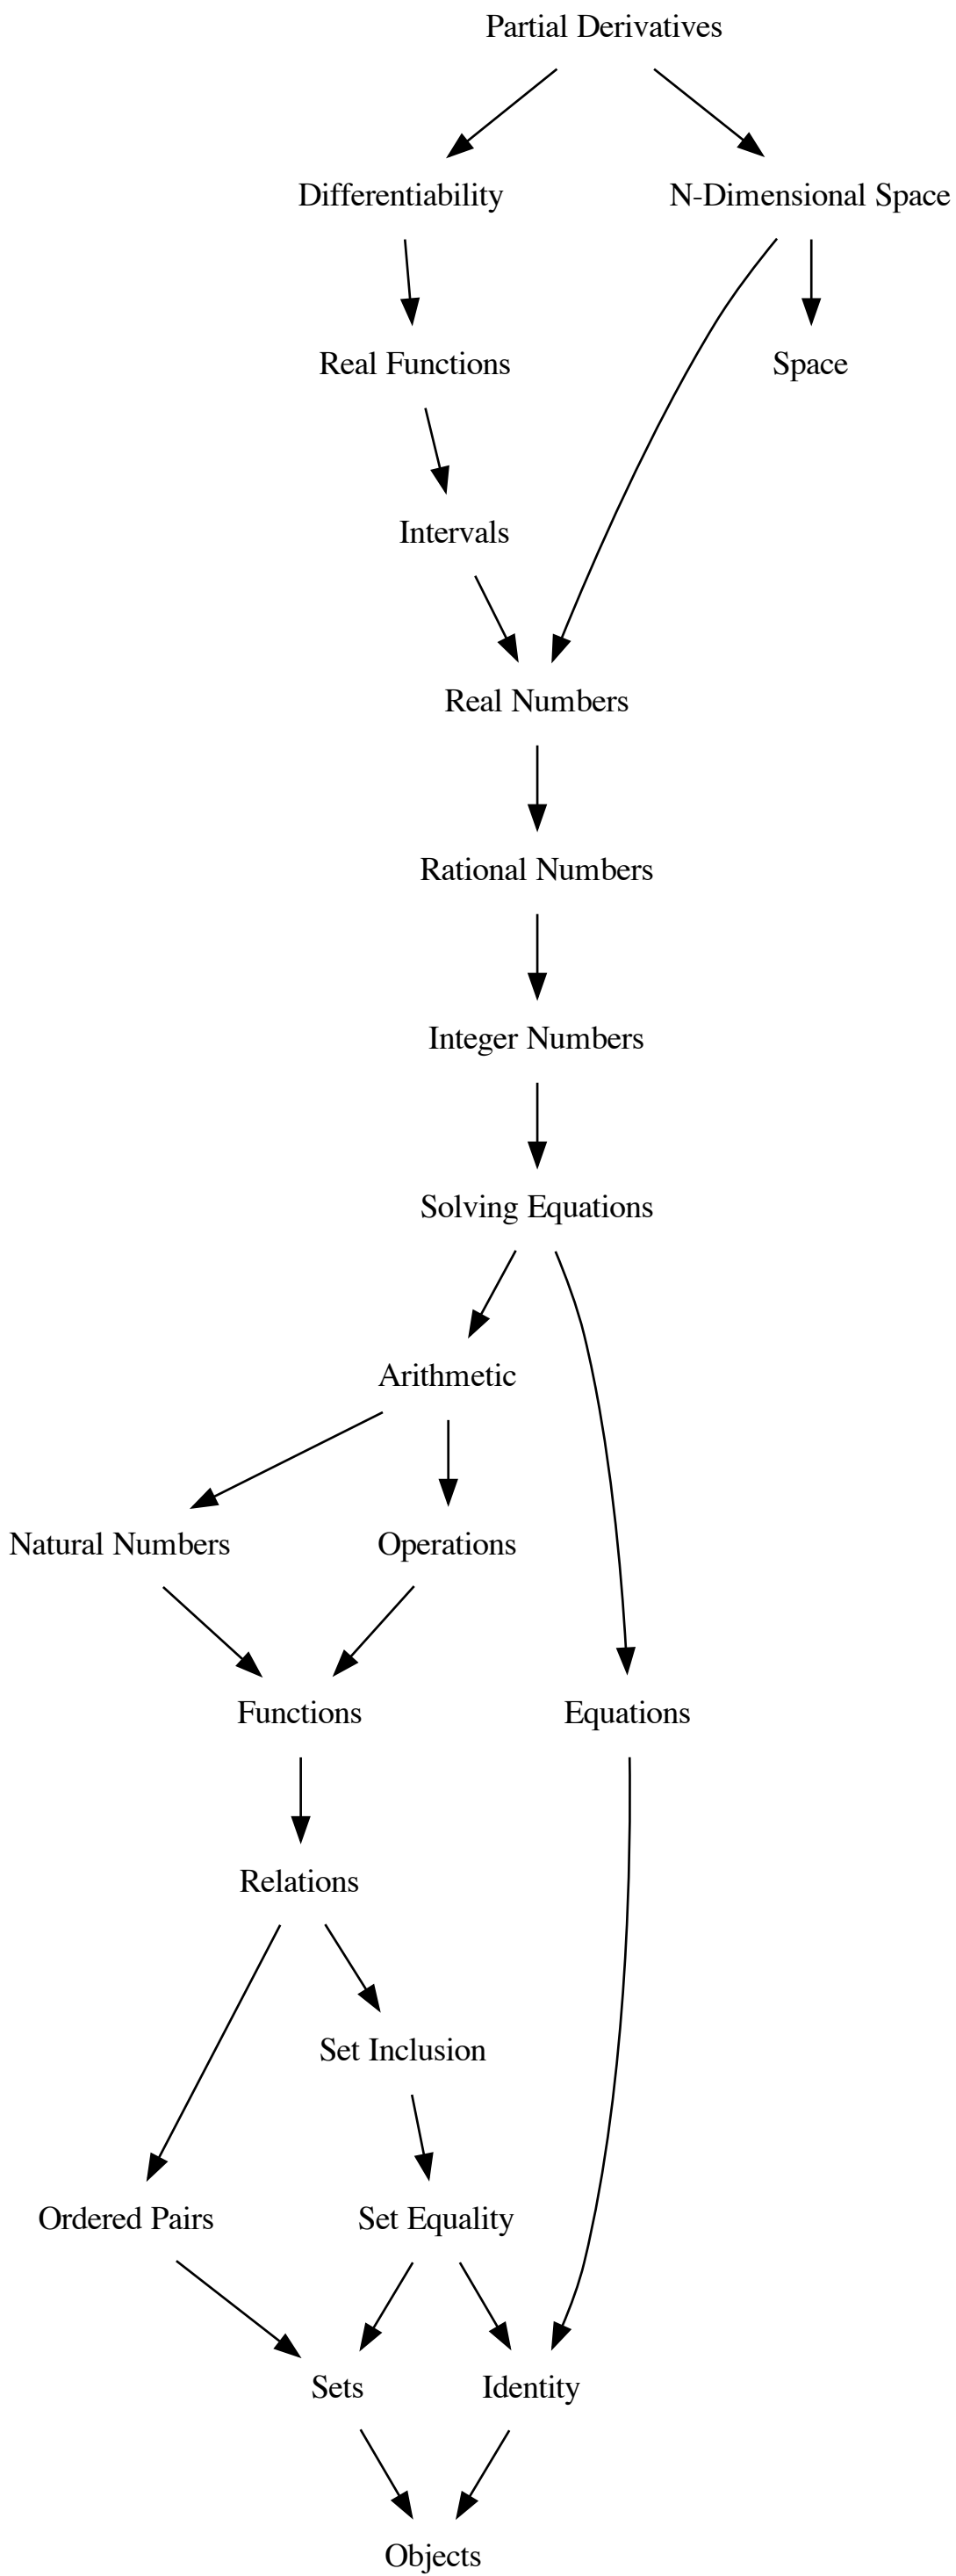 Partial Derivatives
Differentiability
N-Dimensional Space
Real Functions
Space
Intervals
Real Numbers
Rational Numbers
Integer Numbers
Solving Equations
Arithmetic
Natural Numbers
Operations
Functions
Equations
Relations
Set Inclusion
Ordered Pairs
Set Equality
Sets
Identity
Objects